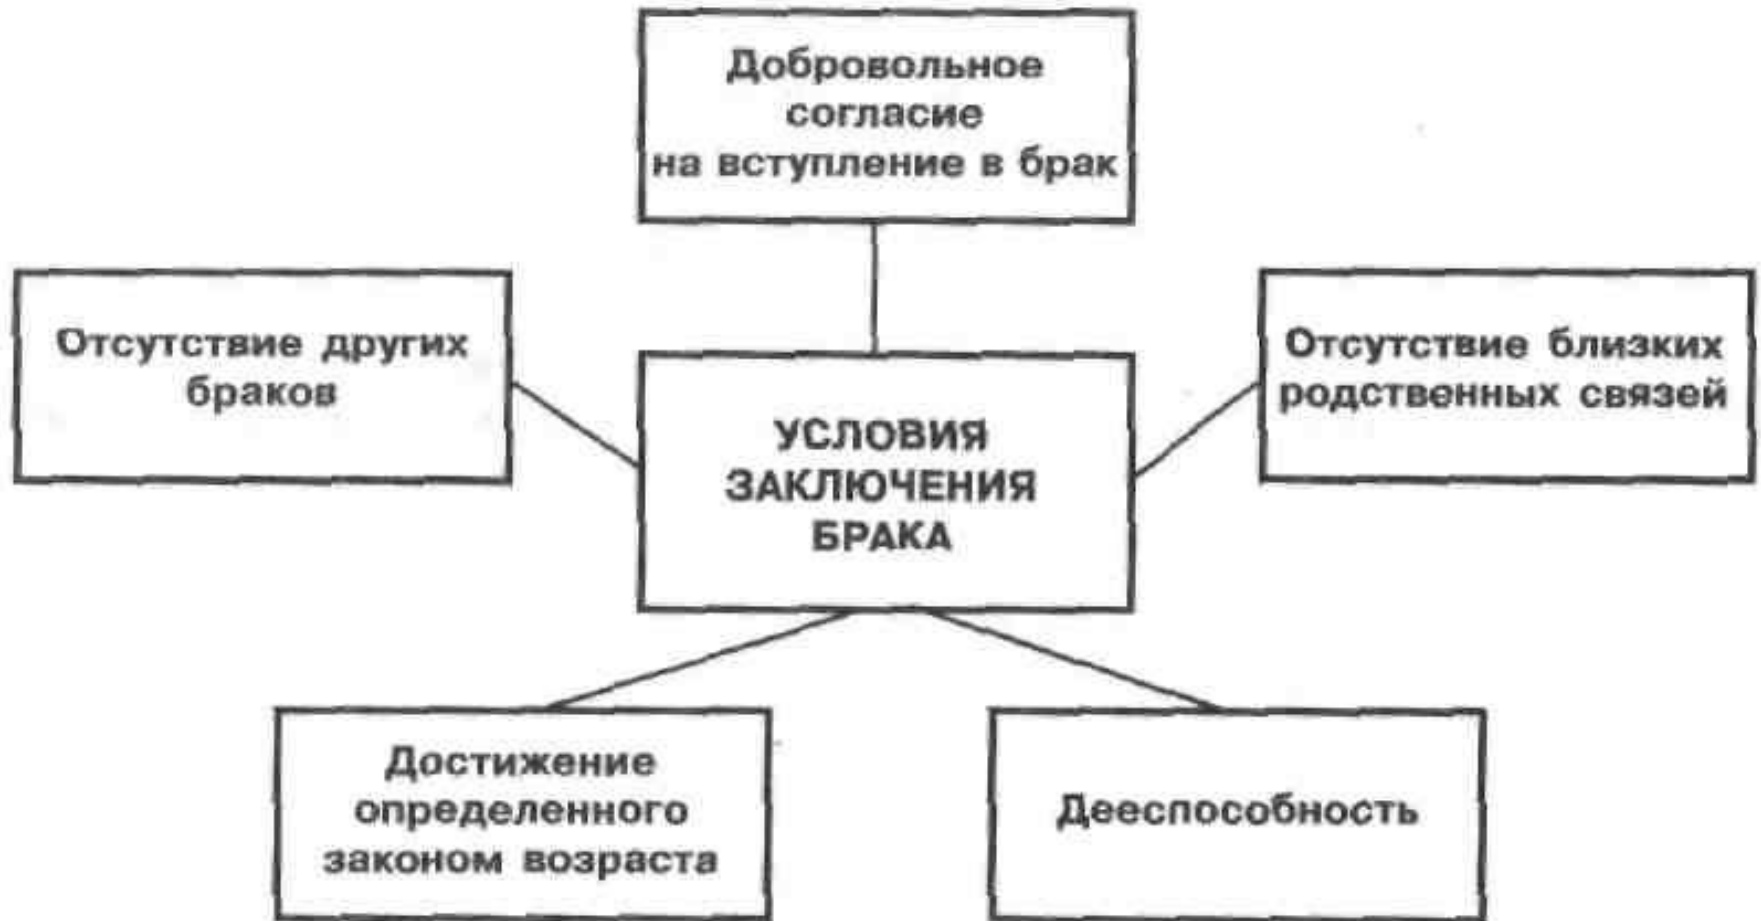 Добровольное
согласие
на вступление в брак
Отсутствие других
браков
Отсутствие близких
родственных связей
УСЛОВИЯ
ЗАКЛЮЧЕНИЯ
БРАКА
Достижение
определенного
законом возраста
Дееспособность